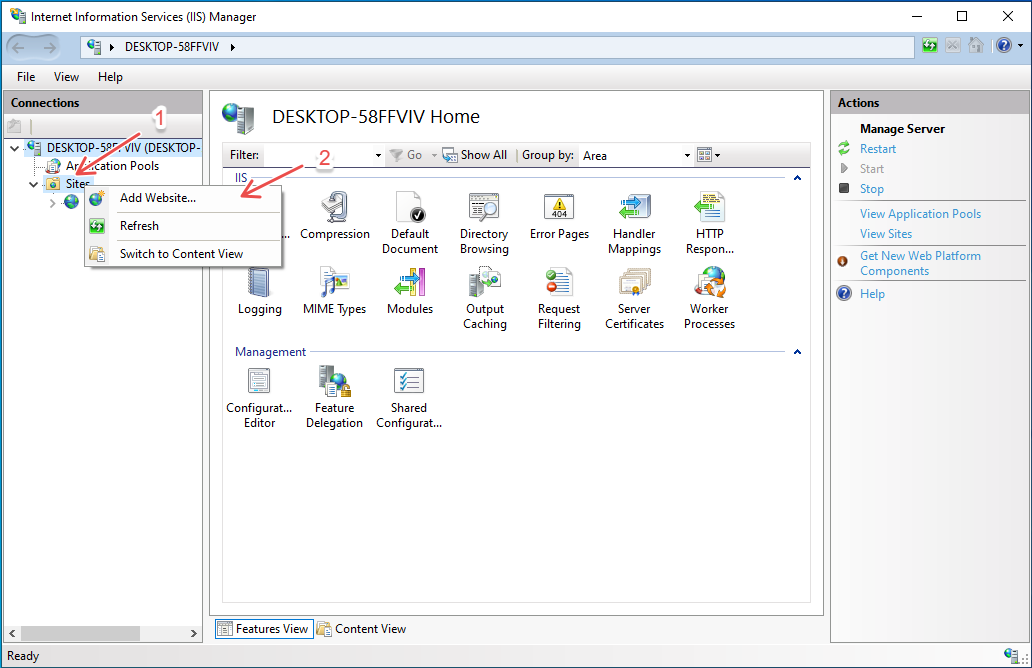 Internet Information Services (IIS) Manager
DESKTOP-58FFVIV
File View Help
Connections
1
DESKTOP-58FFVIV (DESKTOP-
Application Pools
Sites
Add Website...
Refresh
Switch to Content View
DESKTOP-58FFVIV Home
Filter: Go Show All Group by: Area
2
IIS
...
Compression
Default
Document
Directory
Browsing
Error Pages
404
Handler
Mappings
HTTP
Respon...
Logging
MIME Types
Modules
Output
Caching
Request
Filtering
Server
Certificates
Worker
Processes
Management
Configurat...
Editor
Feature
Delegation
Shared
Configurat...
Features View Content View
Actions
Manage Server
Restart
Start
Stop
View Application Pools
View Sites
Get New Web Platform
Components
Help
Ready